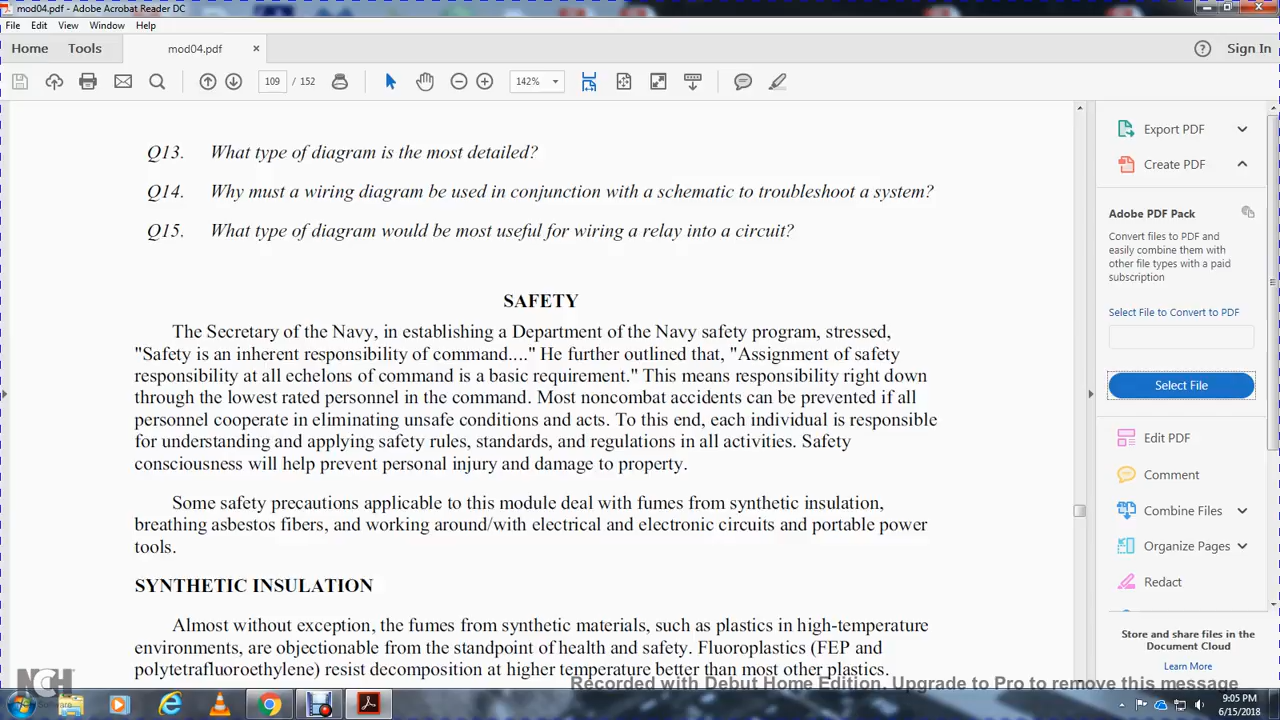 mod04.pdf - Adobe Acrobat Reader DC
File Edit View Window Help
Home Tools mod04.pdf × Sign In
109 / 152 142%
Q13. What type of diagram is the most detailed?
Q14. Why must a wiring diagram be used in conjunction with a schematic to troubleshoot a system?
Q15. What type of diagram would be most useful for wiring a relay into a circuit?
SAFETY
The Secretary of the Navy, in establishing a Department of the Navy safety program, stressed,
"Safety is an inherent responsibility of command...." He further outlined that, "Assignment of safety
responsibility at all echelons of command is a basic requirement." This means responsibility right down
through the lowest rated personnel in the command. Most noncombat accidents can be prevented if all
personnel cooperate in eliminating unsafe conditions and acts. To this end, each individual is responsible
for understanding and applying safety rules, standards, and regulations in all activities. Safety
consciousness will help prevent personal injury and damage to property.
Some safety precautions applicable to this module deal with fumes from synthetic insulation,
breathing asbestos fibers, and working around/with electrical and electronic circuits and portable power
tools.
SYNTHETIC INSULATION
Almost without exception, the fumes from synthetic materials, such as plastics in high-temperature
environments, are objectionable from the standpoint of health and safety. Fluoroplastics (FEP and
polytetrafluoroethylene) resist decomposition at higher temperature better than most other plastics.
Export PDF
Create PDF
Adobe PDF Pack
Convert files to PDF and
easily combine them with
other file types with a paid
subscription
Select File to Convert to PDF
Select File
Edit PDF
Comment
Combine Files
Organize Pages
Redact
Store and share files in the
Document Cloud
Learn More
Recorded with Debut Home Edition. Upgrade to Pro to remove this message
NCH
Software
9:05 PM
6/15/2018